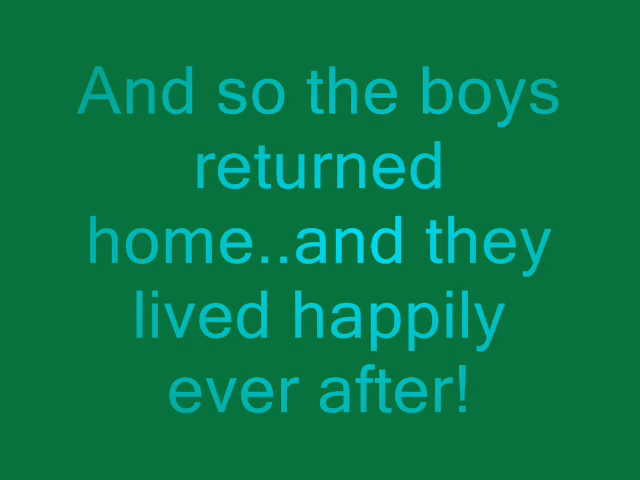 And so the boys
returned
home..and they
lived happily
ever after!